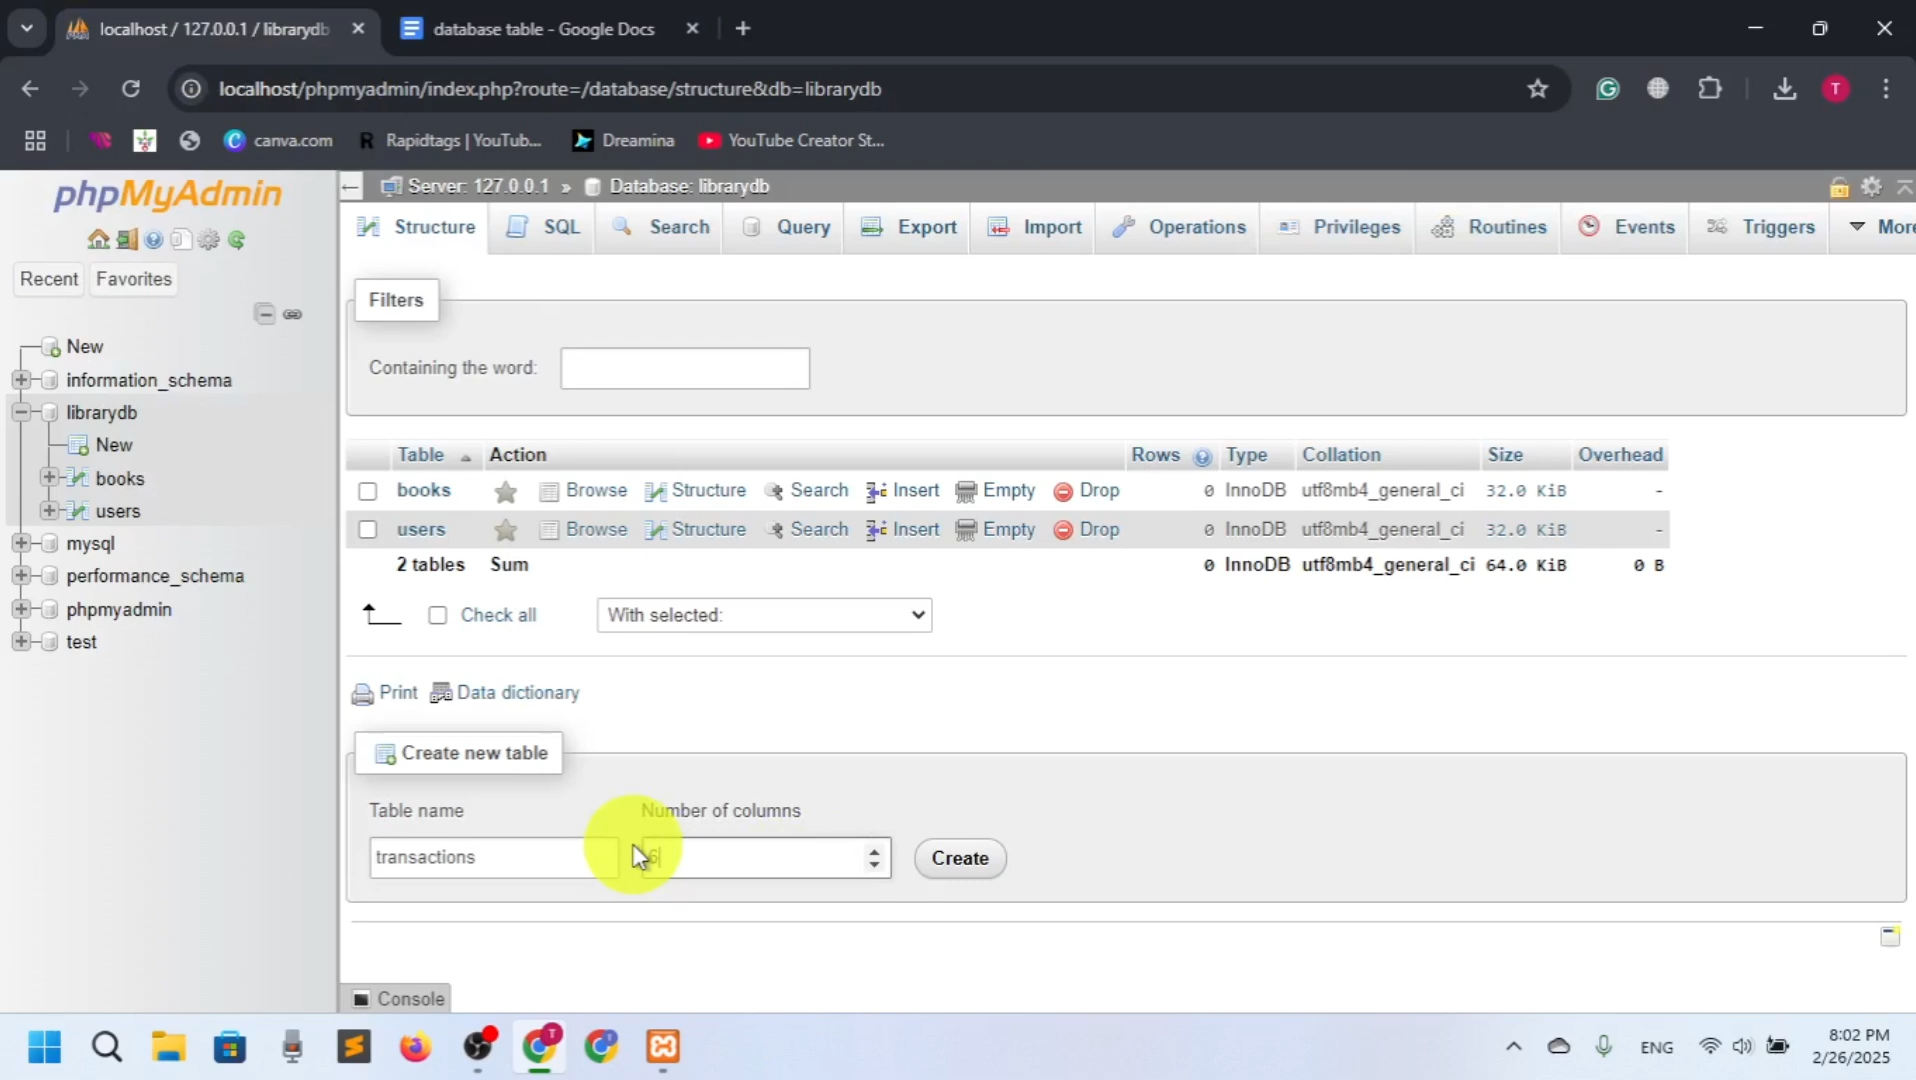 localhost / 127.0.0.1 / librarydb
database table - Google Docs
localhost/phpmyadmin/index.php?route=/database/structure&db=librarydb
T
canva.com
Rapidtags | YouTub...
Dreamina
YouTube Creator St...
phpMyAdmin
Recent
Favorites
New
information_schema
librarydb
New
books
users
mysql
performance_schema
phpmyadmin
test
Server: 127.0.0.1 » Database: librarydb
Structure
SQL
Search
Query
Export
Import
Operations
Privileges
Routines
Events
Triggers
More
Filters
Containing the word:
Table Action Rows Type Collation Size Overhead
books Browse Structure Search Insert Empty Drop 0 InnoDB utf8mb4_general_ci 32.0 KiB -
users Browse Structure Search Insert Empty Drop 0 InnoDB utf8mb4_general_ci 32.0 KiB -
2 tables Sum 0 InnoDB utf8mb4_general_ci 64.0 KiB 0 B
Check all
With selected:
Print
Data dictionary
Create new table
Table name
Number of columns
transactions
6
Create
Console
ENG
8:02 PM
2/26/2025